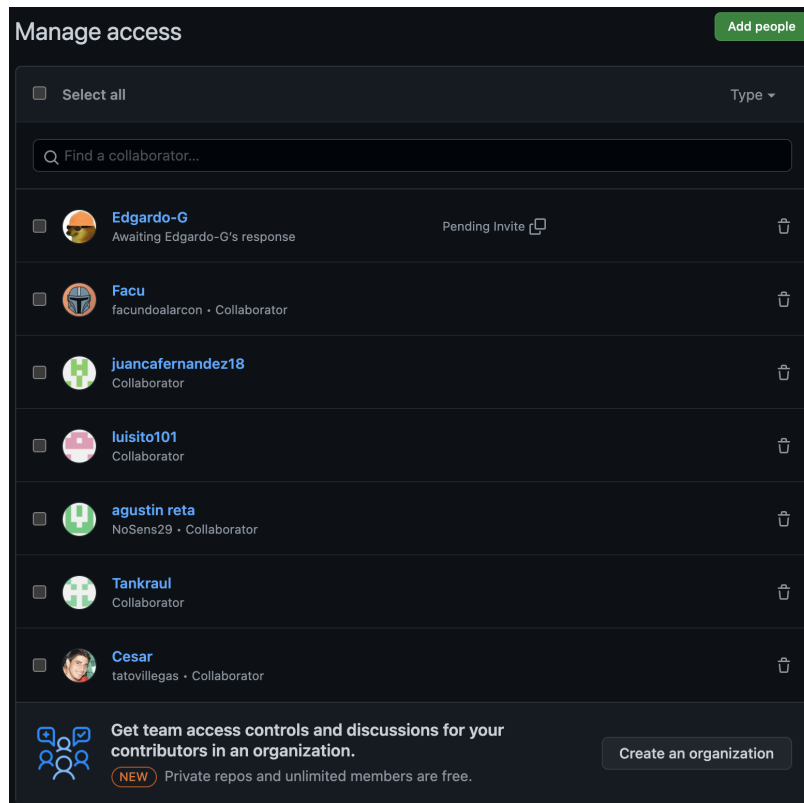 Manage access
Add people
Select all
Type
Find a collaborator...
Edgardo-G
Awaiting Edgardo-G's response
Pending Invite
Facu
facundoalarcon • Collaborator
juancafernandez18
Collaborator
luisito101
Collaborator
agustin reta
NoSens29 • Collaborator
Tankraul
Collaborator
Cesar
tatovillegas • Collaborator
Get team access controls and discussions for your
contributors in an organization.
NEW Private repos and unlimited members are free.
Create an organization